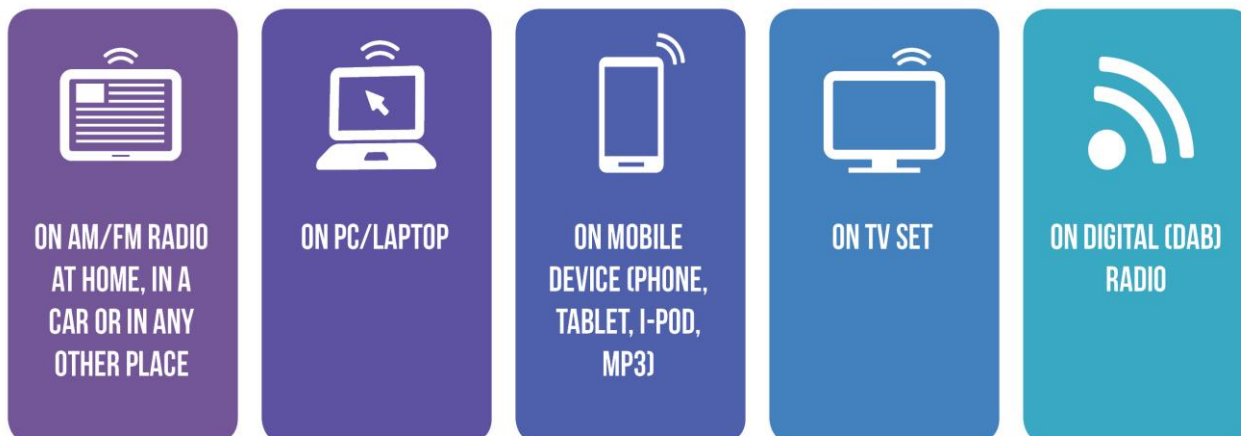 ON AM/FM RADIO
AT HOME, IN A
CAR OR IN ANY
OTHER PLACE
ON PC/LAPTOP
ON MOBILE
DEVICE (PHONE,
TABLET, I-POD,
MP3)
ON TV SET
ON DIGITAL (DAB)
RADIO